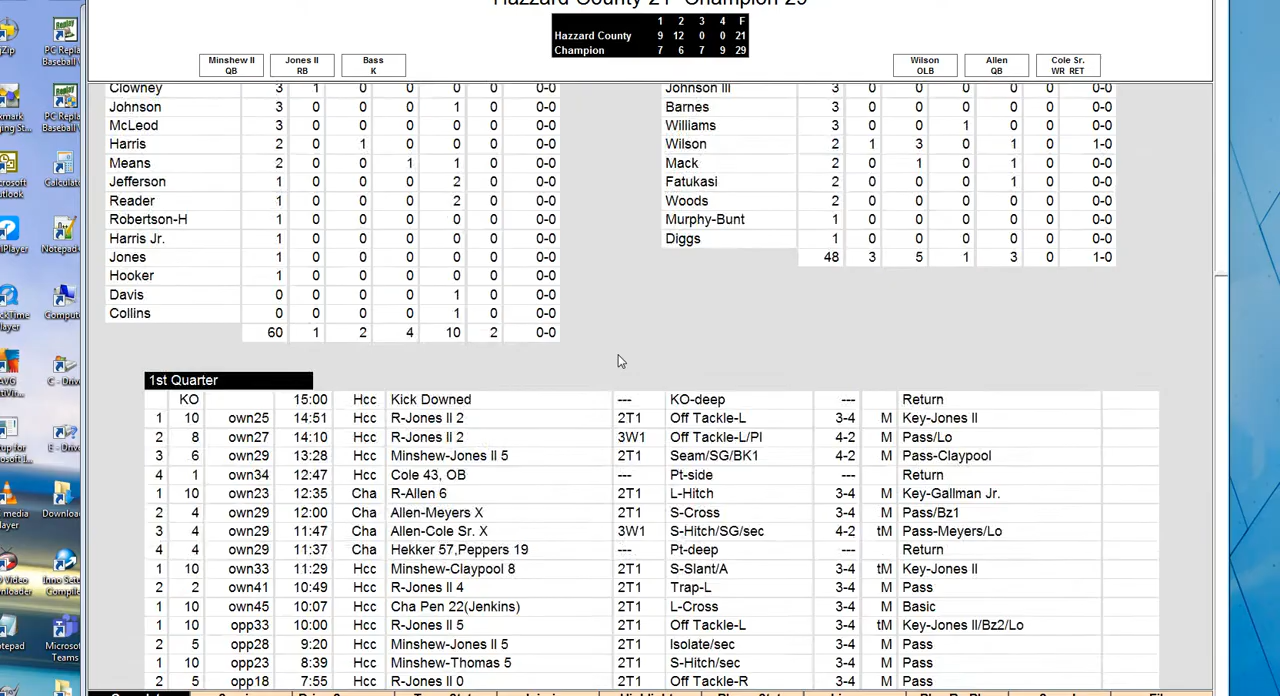 Hazzard County 21 Champion 29
1 2 3 4 F
Hazzard County 9 12 0 0 21
Champion 7 6 7 9 29
Minshew II Jones II Bass Wilson Allen Cole Sr.
QB RB K OLB QB WR RET
Clowney 3 1 0 0 0 0 0-0
Johnson 3 0 0 0 1 0 0-0
McLeod 3 0 0 0 0 0 0-0
Harris 2 0 1 0 0 0 0-0
Means 2 0 0 1 1 0 0-0
Jefferson 1 0 0 0 2 0 0-0
Reader 1 0 0 0 2 0 0-0
Robertson-H 1 0 0 0 0 0 0-0
Harris Jr. 1 0 0 0 0 0 0-0
Jones 1 0 0 0 0 0 0-0
Hooker 1 0 0 0 0 0 0-0
Davis 0 0 0 0 1 0 0-0
Collins 0 0 0 0 1 0 0-0
60 1 2 4 10 2 0-0
Johnson III 3 0 0 0 0 0 0-0
Barnes 3 0 0 0 0 0 0-0
Williams 3 0 0 1 0 0 0-0
Wilson 2 1 3 0 1 0 1-0
Mack 2 0 1 0 1 0 0-0
Fatukasi 2 0 0 0 1 0 0-0
Woods 2 0 0 0 0 0 0-0
Murphy-Bunt 1 0 0 0 0 0 0-0
Diggs 1 0 0 0 0 0 0-0
48 3 5 1 3 0 1-0
1st Quarter
KO 15:00 Hcc Kick Downed --- KO-deep --- Return
1 10 own25 14:51 Hcc R-Jones II 2 2T1 Off Tackle-L 3-4 M Key-Jones II
2 8 own27 14:10 Hcc R-Jones II 2 3W1 Off Tackle-L/Pl 4-2 M Pass/Lo
3 6 own29 13:28 Hcc Minshew-Jones II 5 2T1 Seam/SG/BK1 4-2 M Pass-Claypool
4 1 own34 12:47 Hcc Cole 43, OB --- Pt-side --- Return
1 10 own23 12:35 Cha R-Allen 6 2T1 L-Hitch 3-4 M Key-Gallman Jr.
2 4 own29 12:00 Cha Allen-Meyers X 2T1 S-Cross 3-4 M Pass/Bz1
3 4 own29 11:47 Cha Allen-Cole Sr. X 3W1 S-Hitch/SG/sec 4-2 tM Pass-Meyers/Lo
4 4 own29 11:37 Cha Hekker 57,Peppers 19 --- Pt-deep --- Return
1 10 own33 11:29 Hcc Minshew-Claypool 8 2T1 S-Slant/A 3-4 tM Key-Jones II
2 2 own41 10:49 Hcc R-Jones II 4 2T1 Trap-L 3-4 M Pass
1 10 own45 10:07 Hcc Cha Pen 22(Jenkins) 2T1 L-Cross 3-4 M Basic
1 10 opp33 10:00 Hcc R-Jones II 5 2T1 Off Tackle-L 3-4 tM Key-Jones II/Bz2/Lo
2 5 opp28 9:20 Hcc Minshew-Jones II 5 2T1 Isolate/sec 3-4 M Pass
1 10 opp23 8:39 Hcc Minshew-Thomas 5 2T1 S-Hitch/sec 3-4 M Pass
2 5 opp18 7:55 Hcc R-Jones II 0 2T1 Off Tackle-R 3-4 M Pass